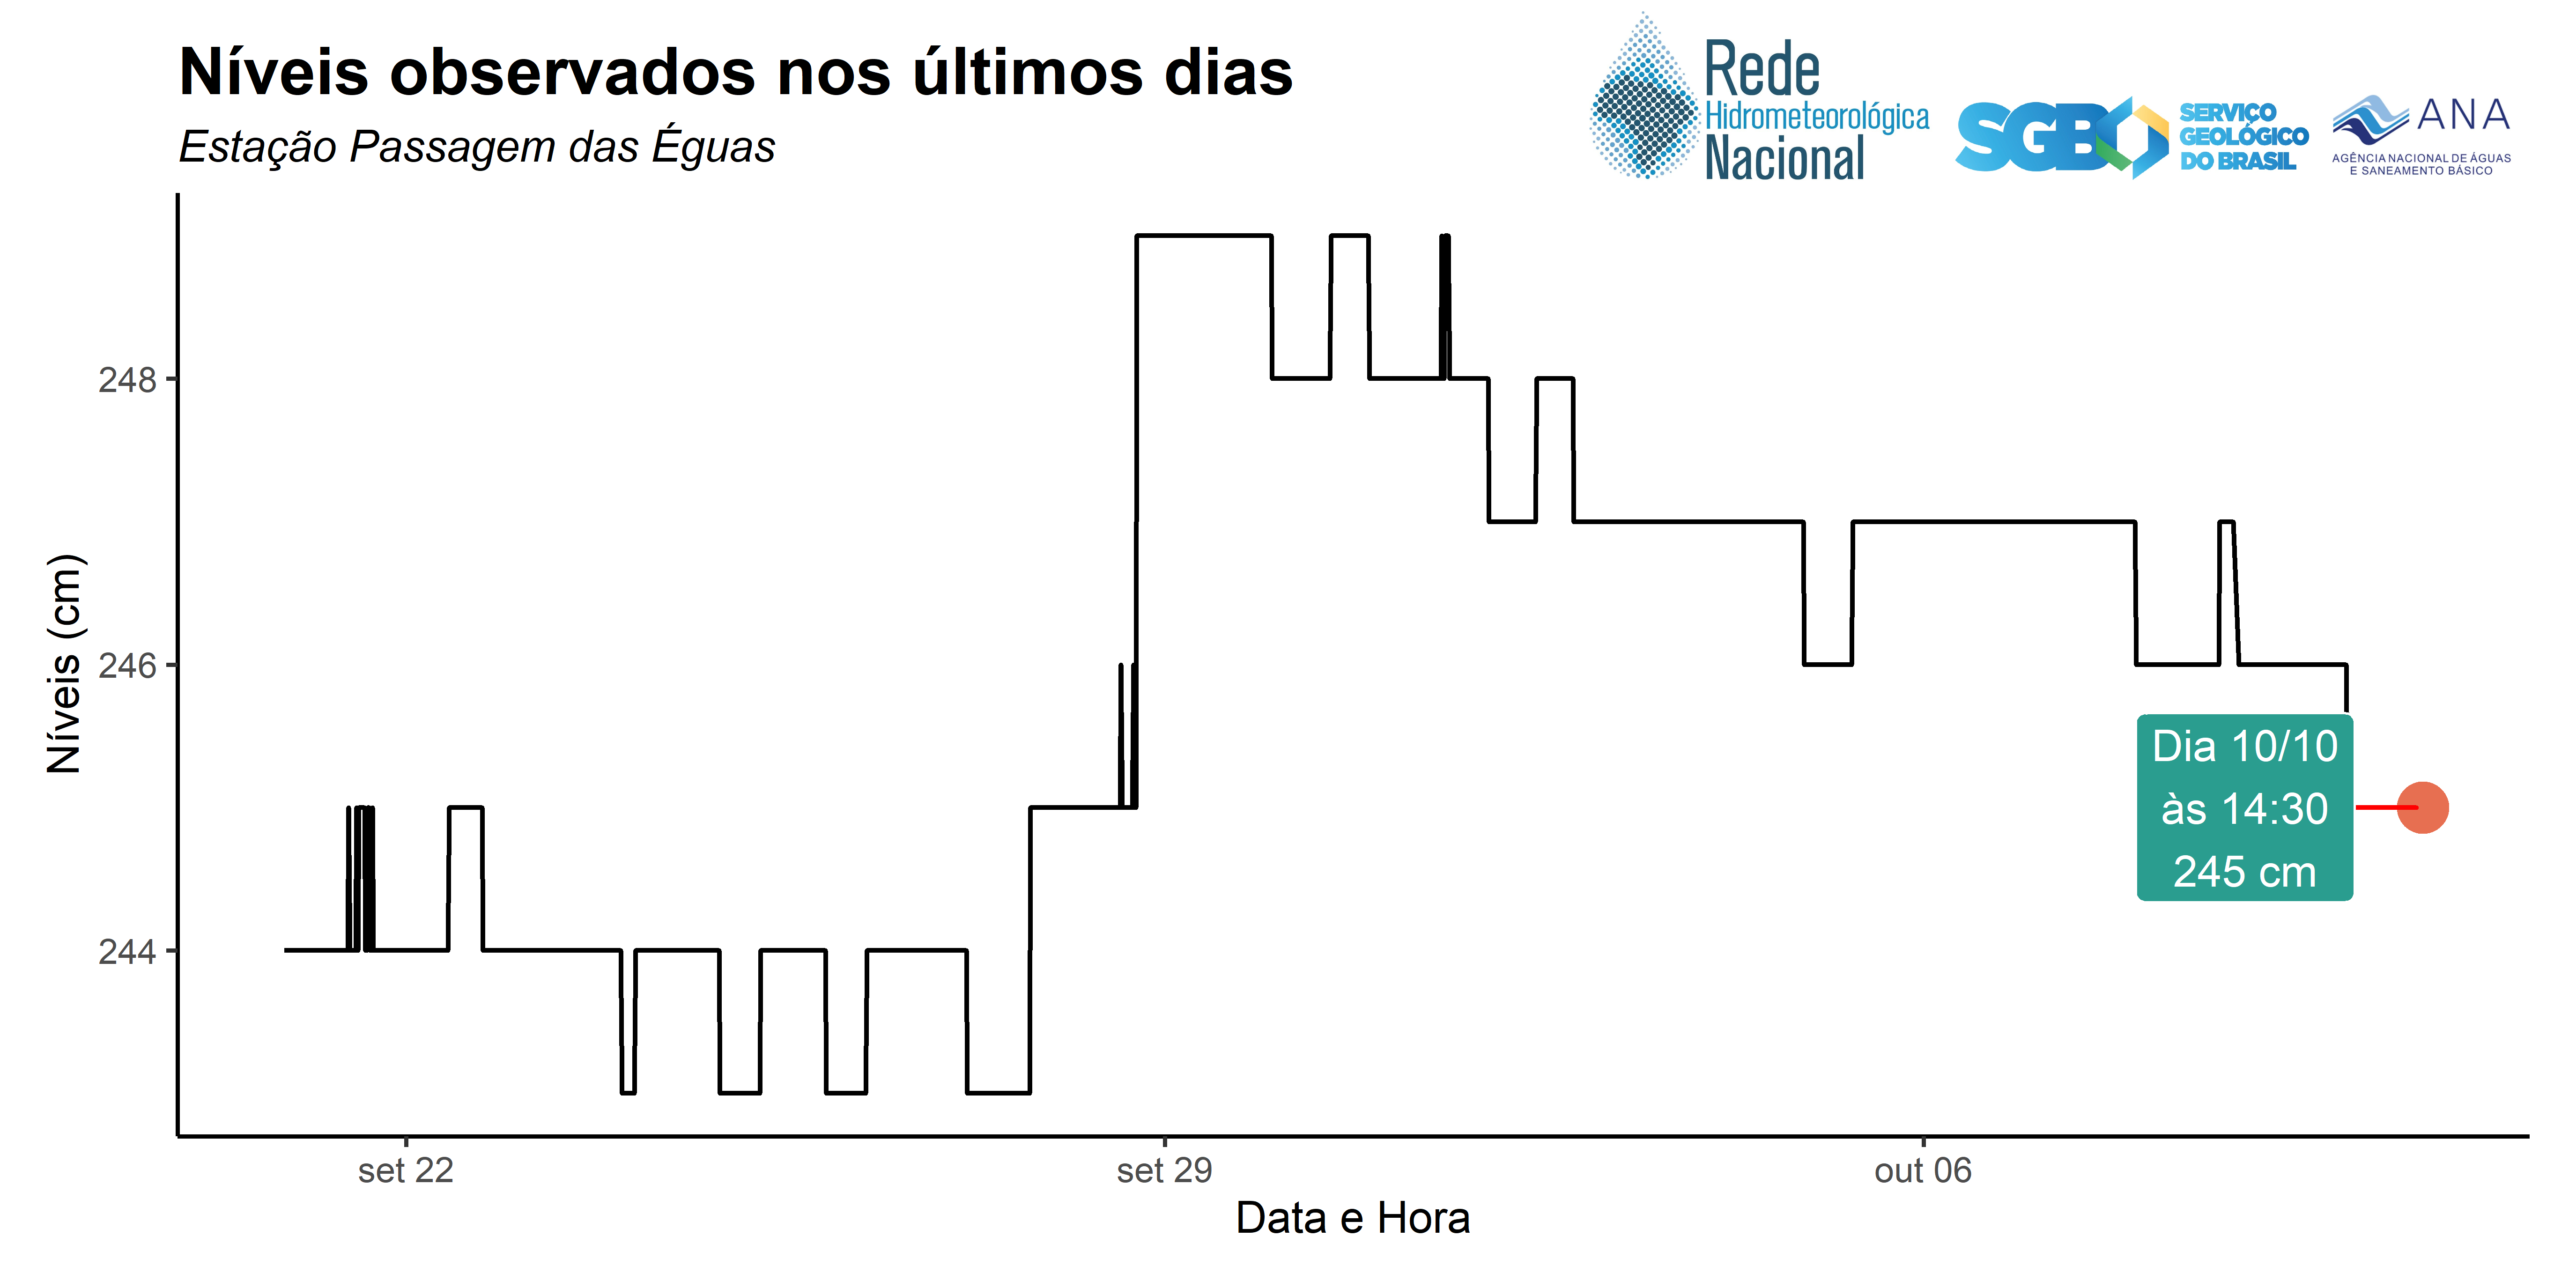 Níveis observados nos últimos dias
Estação Passagem das Éguas
Rede
Hidrometeorológica
Nacional
SGB
SERVIÇO
GEOLÓGICO
DO BRASIL
ANA
AGÊNCIA NACIONAL DE ÁGUAS
E SANEAMENTO BÁSICO
Níveis (cm)
248
246
244
Dia 10/10
às 14:30
245 cm
set 22
set 29
out 06
Data e Hora